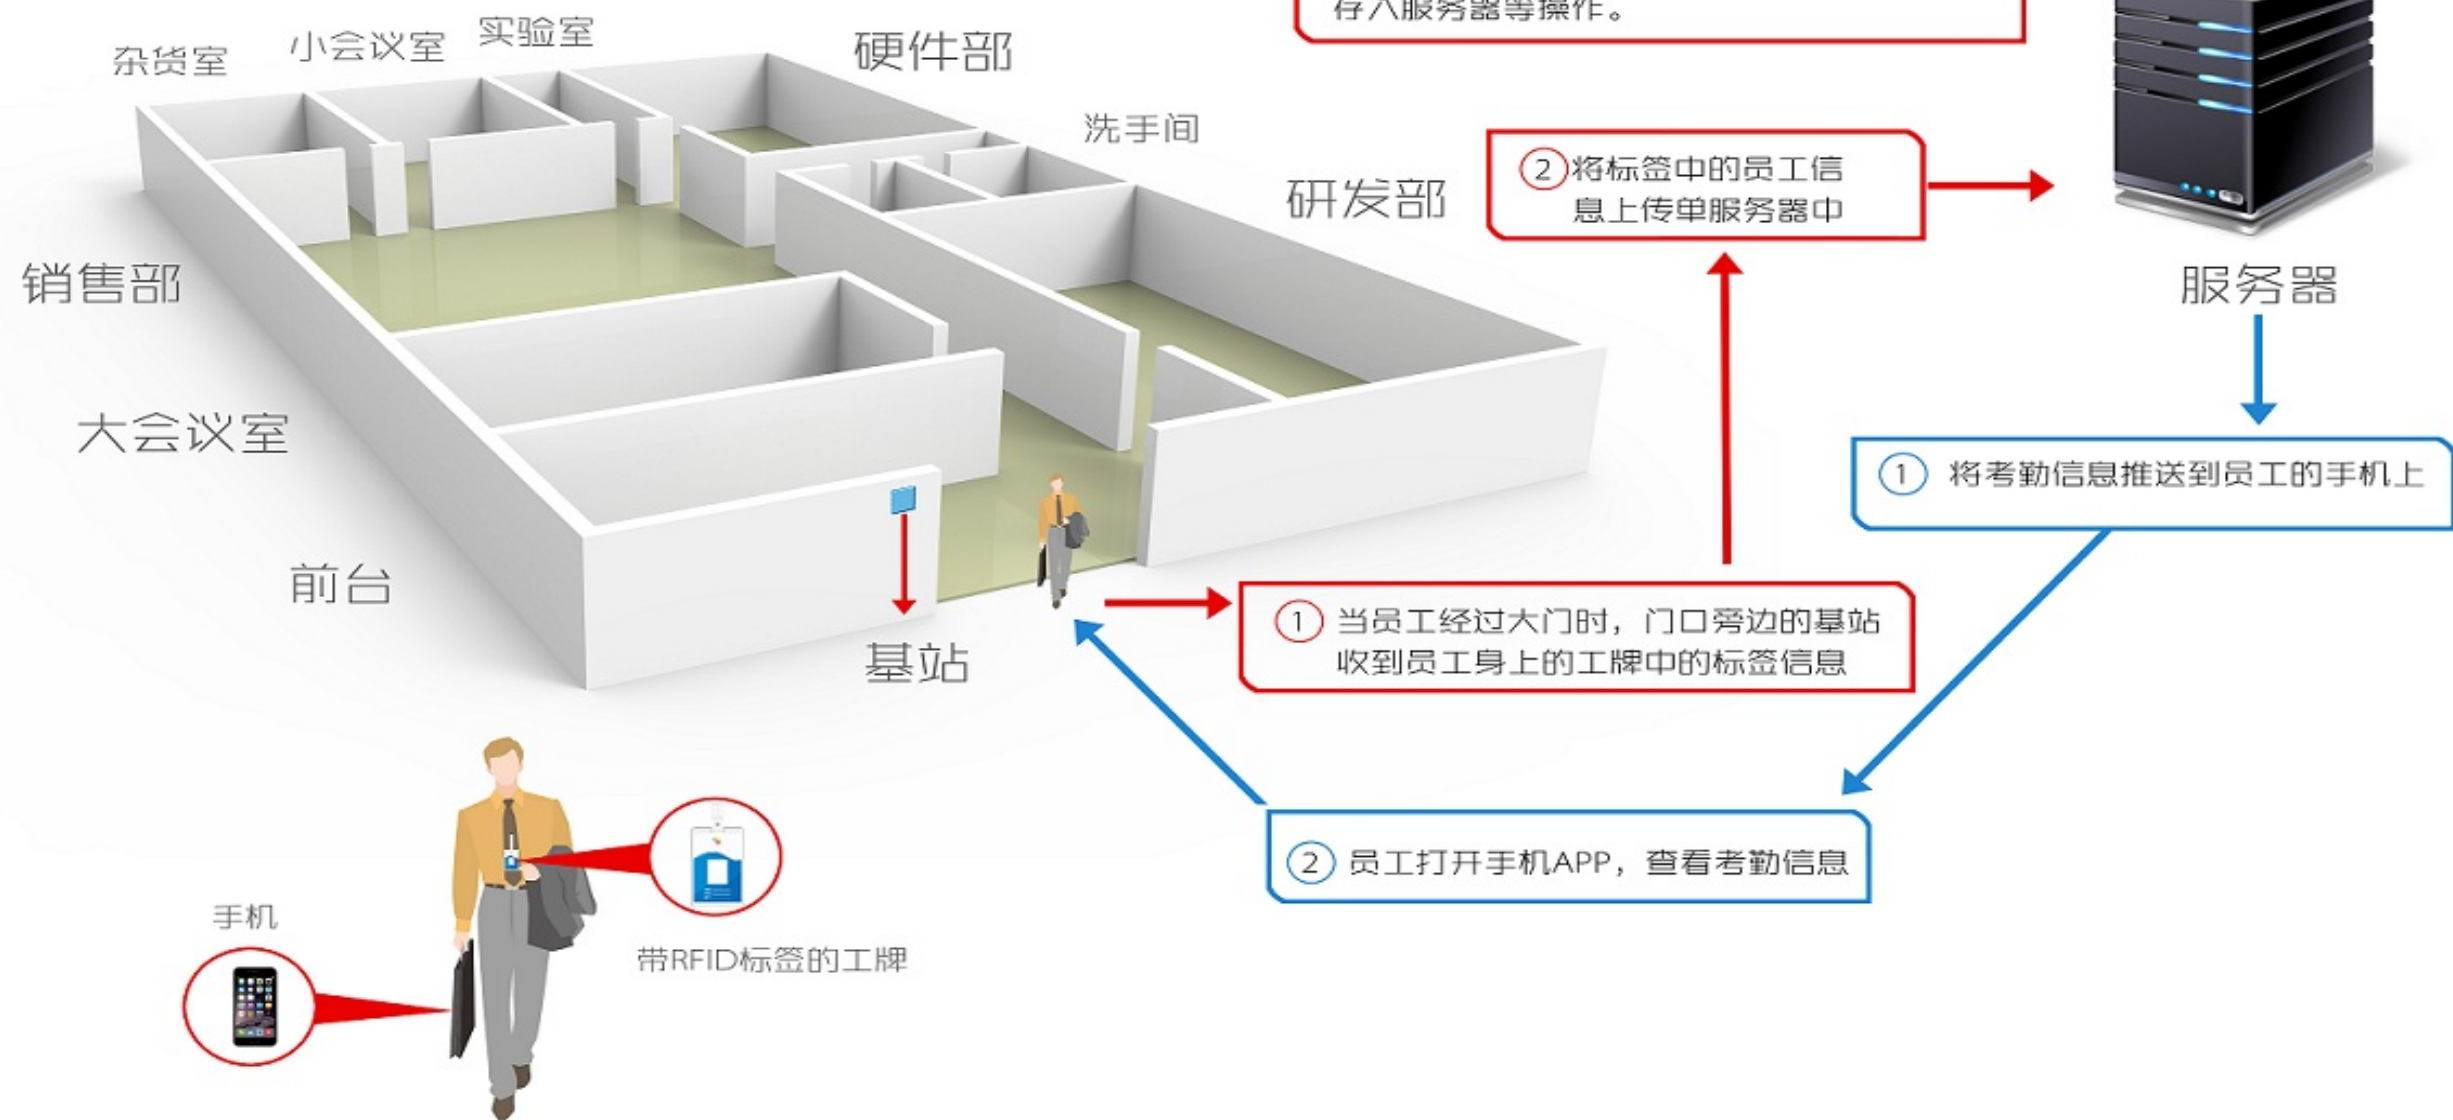 存入服务器等操作。
杂货室
小会议室
实验室
硬件部
洗手间
研发部
②将标签中的员工信
息上传单服务器中
销售部
服务器
大会议室
① 将考勤信息推送到员工的手机上
前台
基站
① 当员工经过大门时，门口旁边的基站
收到员工身上的工牌中的标签信息
② 员工打开手机APP，查看考勤信息
手机
带RFID标签的工牌